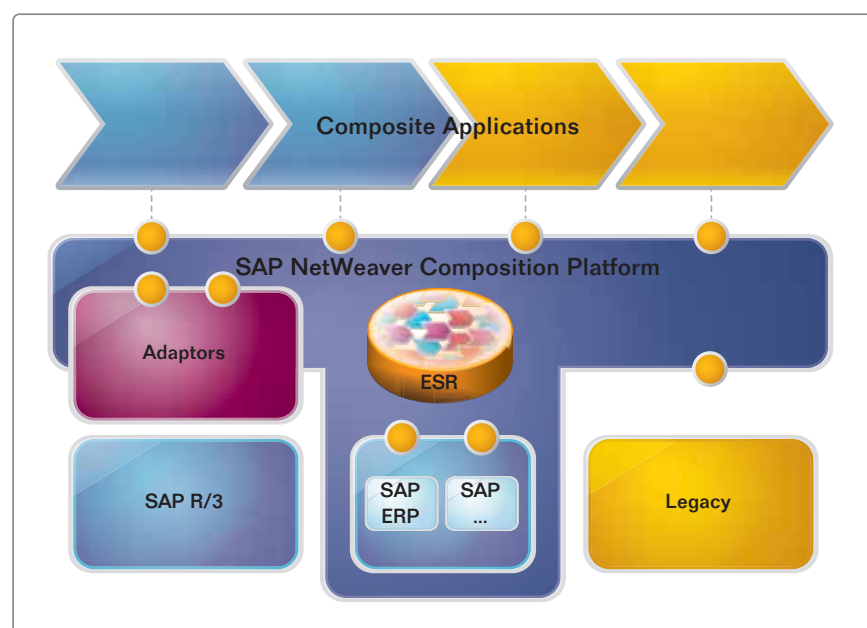 Composite Applications
SAP NetWeaver Composition Platform
Adaptors
ESR
SAP R/3
SAP
ERP
SAP
...
Legacy